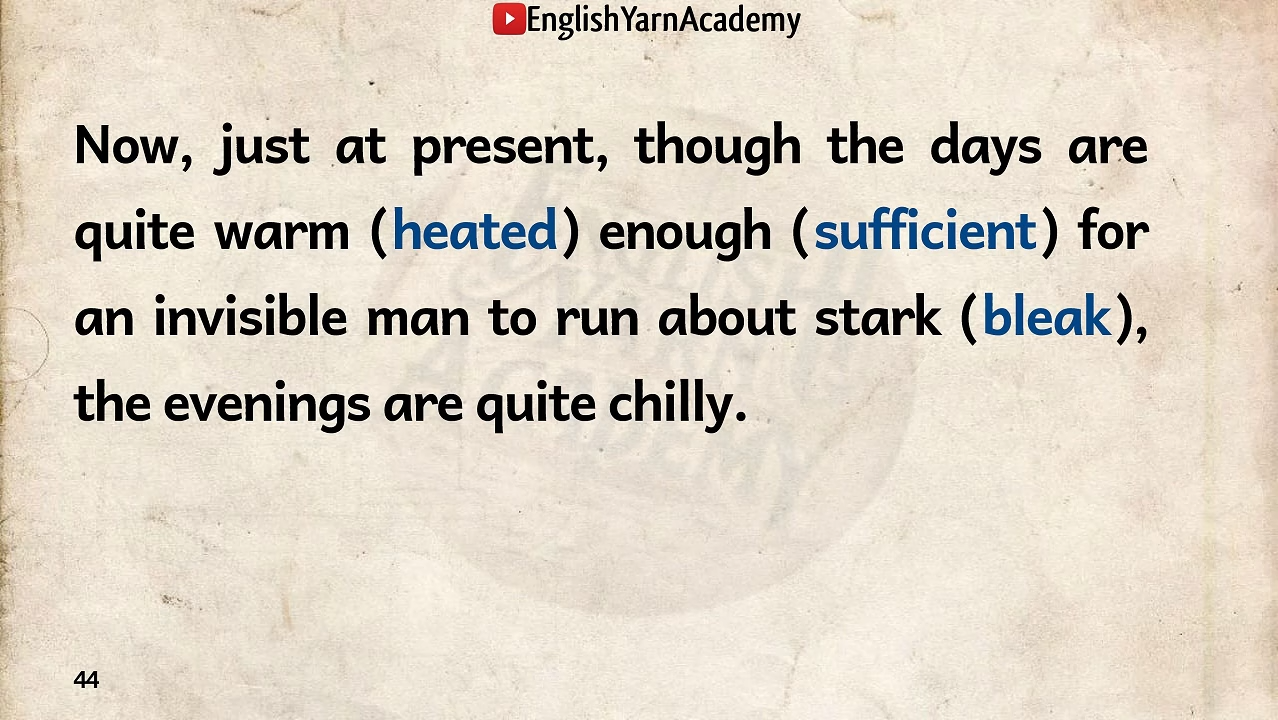 EnglishYarnAcademy
Now, just at present, though the days are
quite warm (heated) enough (sufficient) for
an invisible man to run about stark (bleak),
the evenings are quite chilly.
44